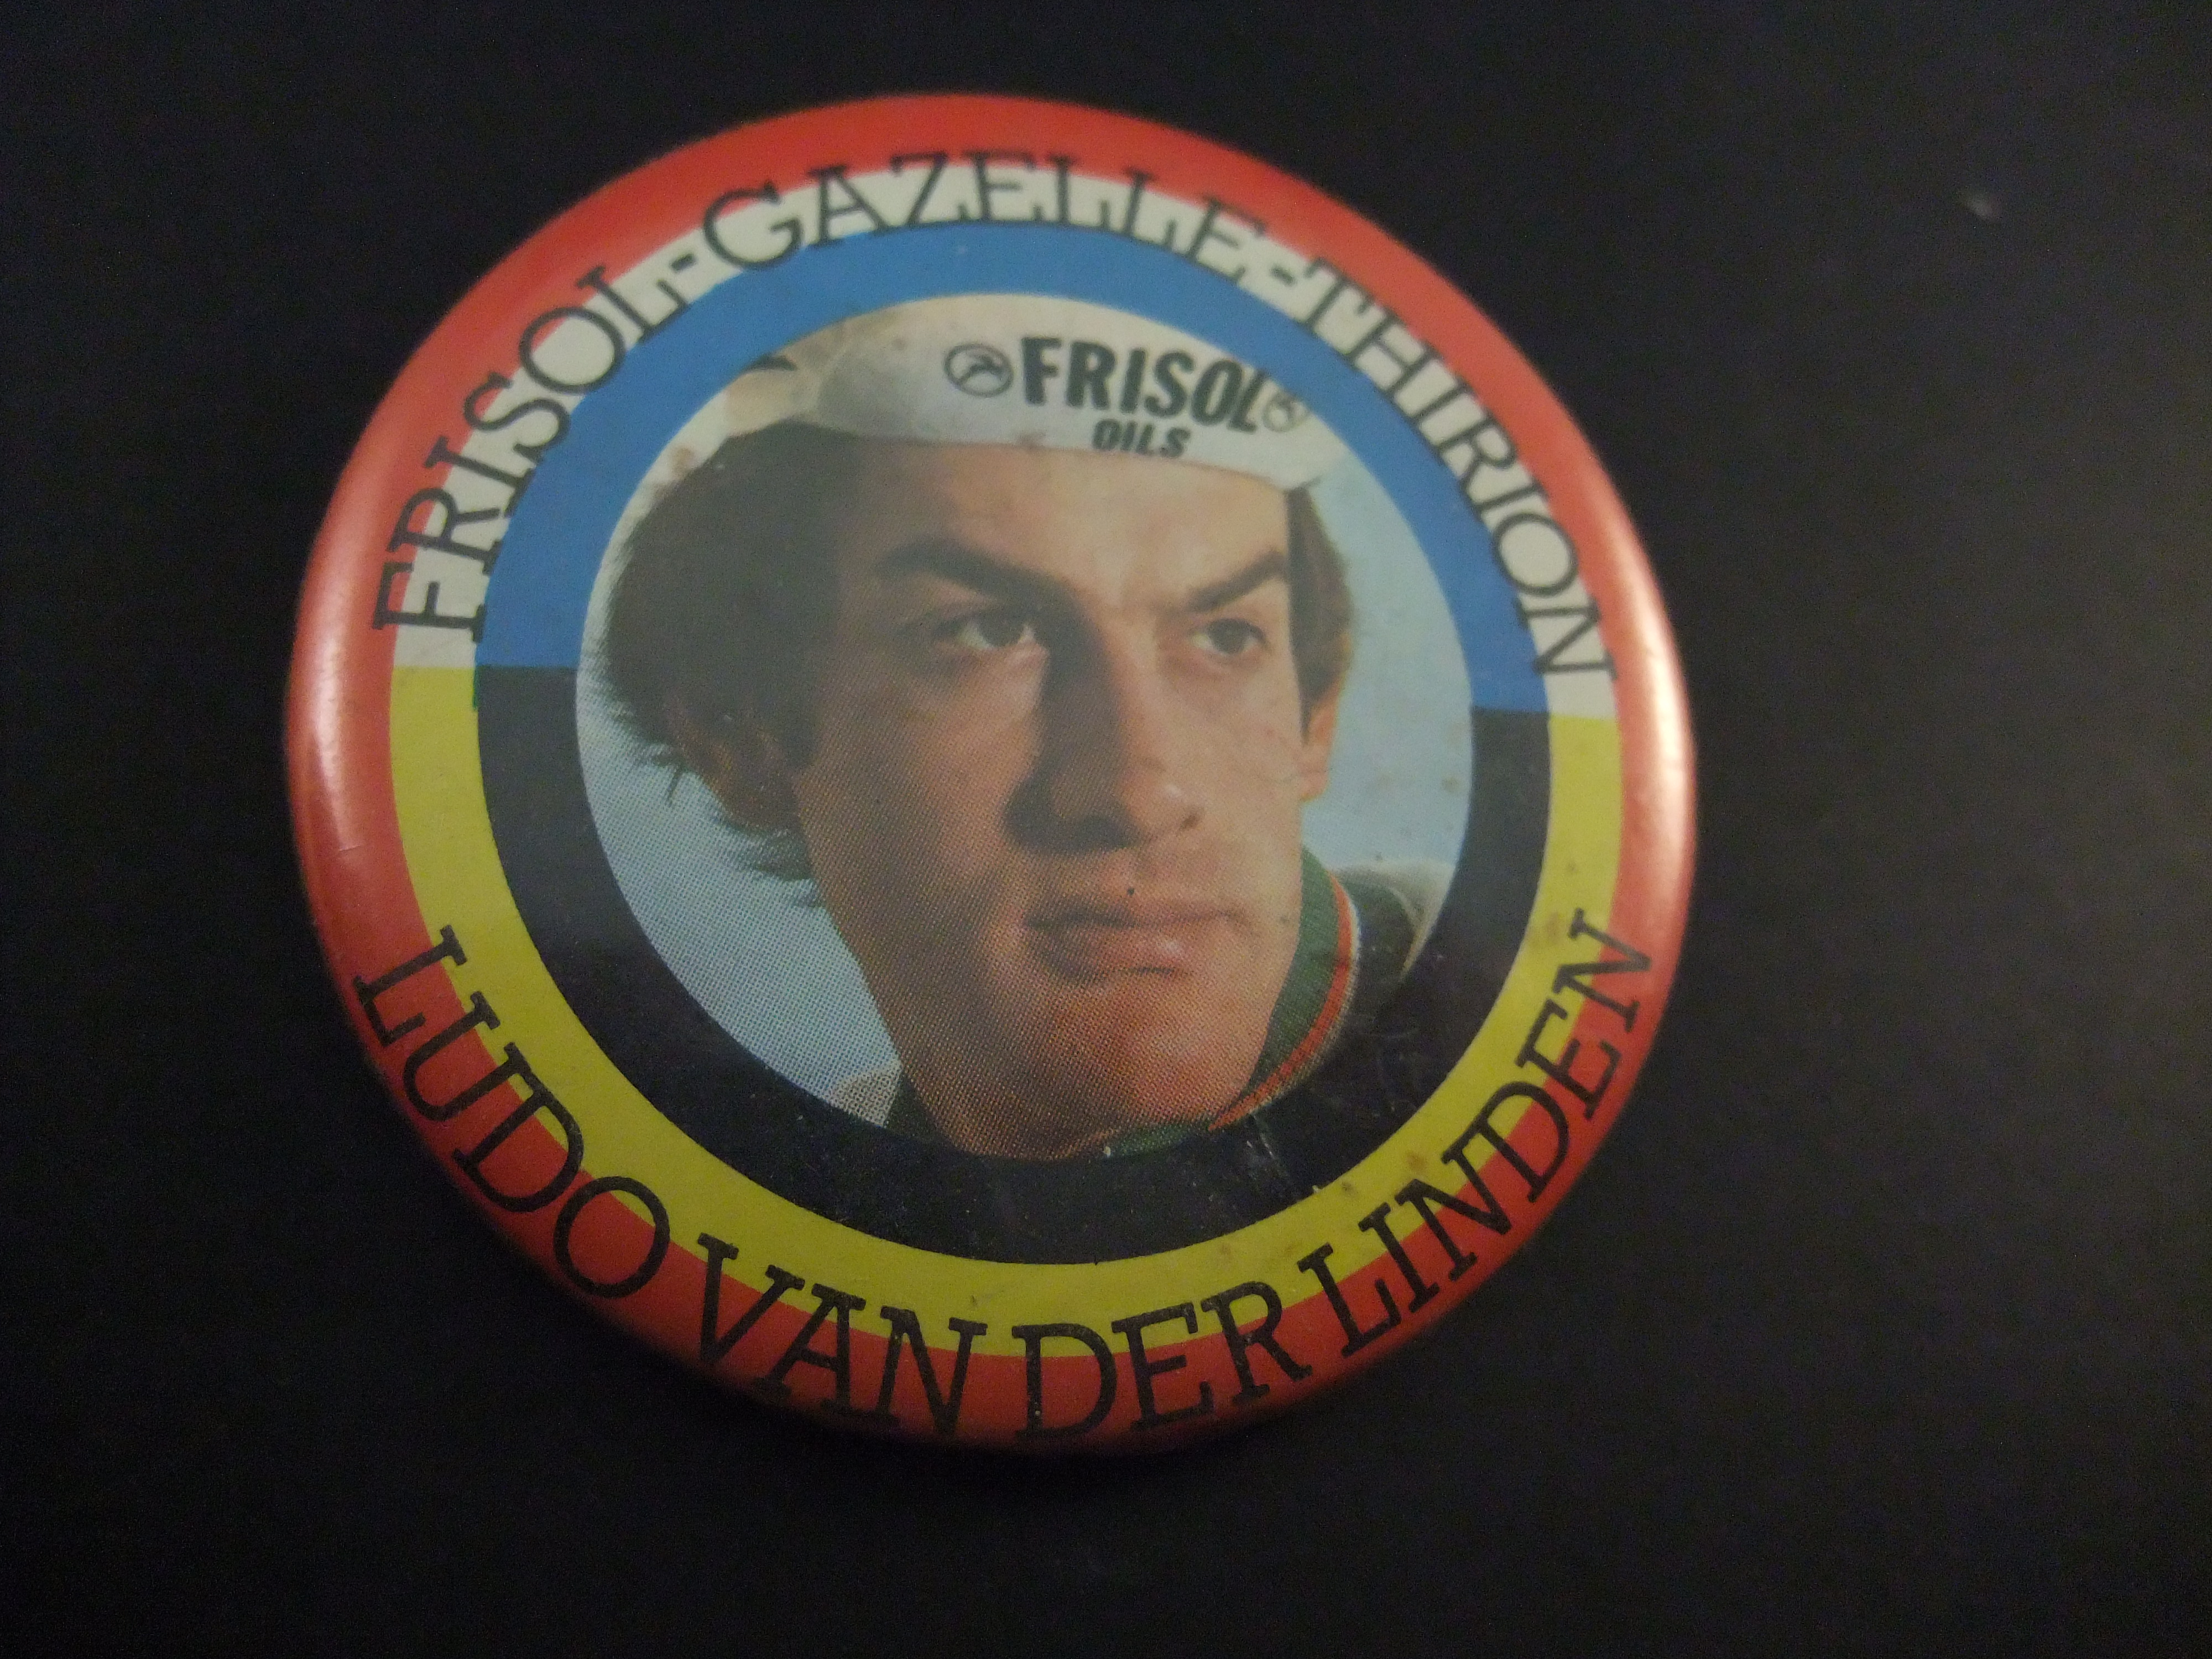 FRISOL-GAZELLE-THIRION
FRISOL
OILS
LUDO VAN DER LINDEN